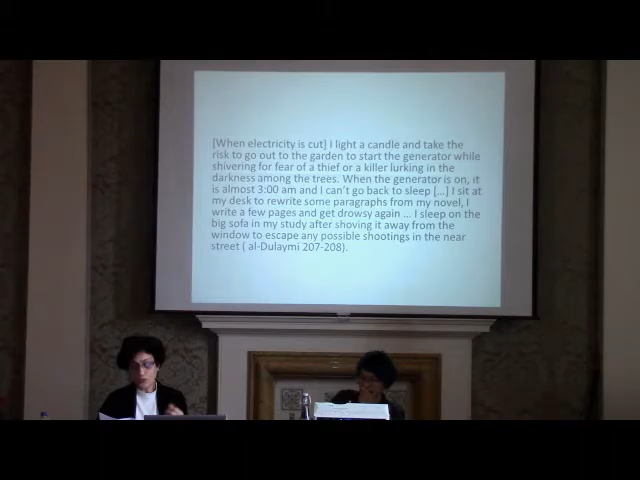 [When electricity is cut] I light a candle and take the
risk to go out to the garden to start the generator while
shivering for fear of a thief or a killer lurking in the
darkness among the trees. When the generator is on, it
is almost 3:00 am and I can't go back to sleep [...] I sit at
my desk to rewrite some paragraphs from my novel, I
write a few pages and get drowsy again ... I sleep on the
big sofa in my study after shoving it away from the
window to escape any possible shootings in the near
street ( al-Dulaymi 207-208).